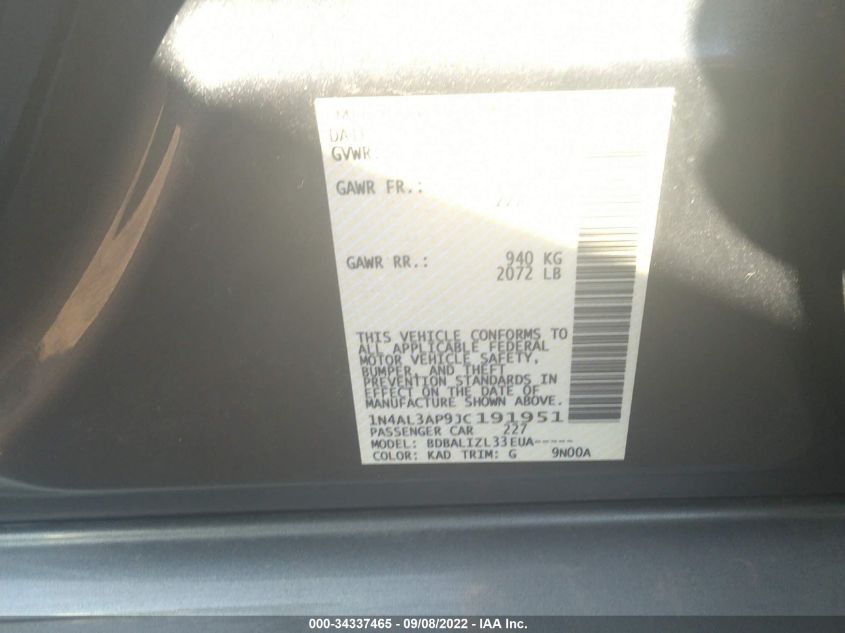 GVWR:
GAWR FR.:
GAWR RR.: 940 KG
2072 LB
THIS VEHICLE CONFORMS TO
ALL APPLICABLE FEDERAL
MOTOR VEHICLE SAFETY,
BUMPER, AND THEFT
PREVENTION STANDARDS IN
EFFECT ON THE DATE OF
MANUFACTURE SHOWN ABOVE.
1N4AL3AP9JC191951
PASSENGER CAR 227
MODEL: BDBALIZL33EUA-----
COLOR: KAD TRIM: G 9N00A
000-34337465 - 09/08/2022 - IAA Inc.